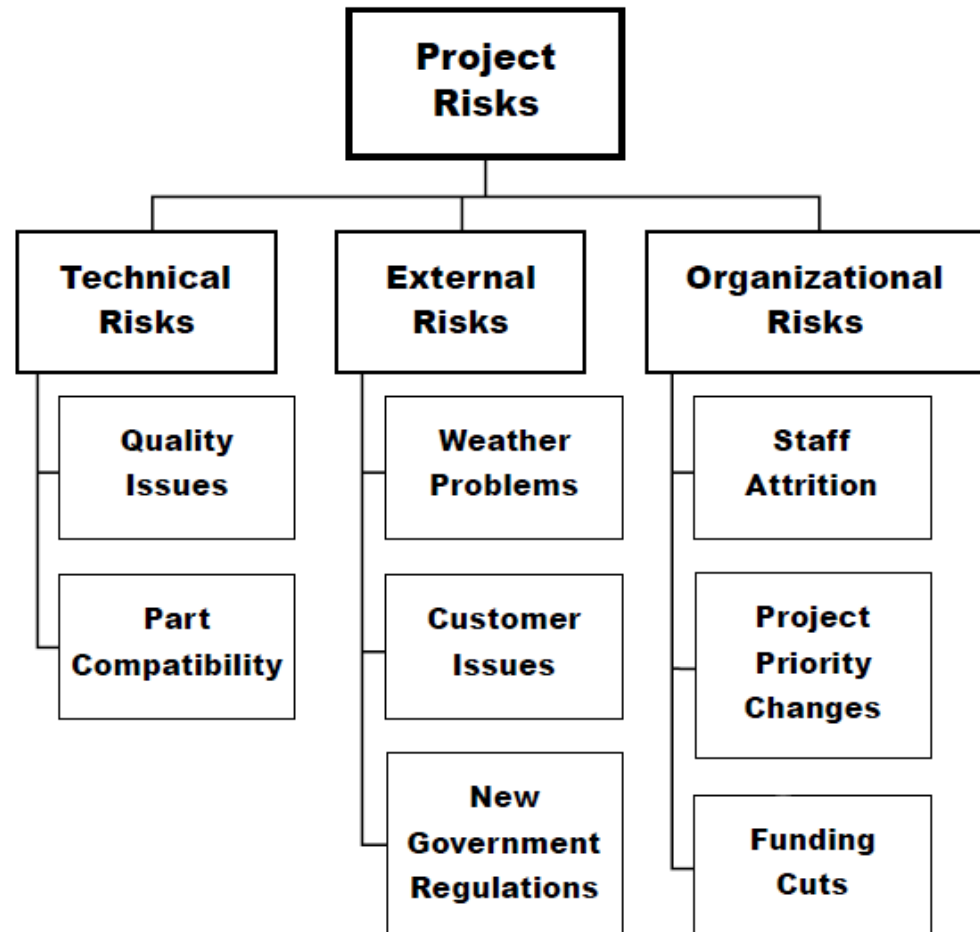 Project
Risks
Technical
Risks
External
Risks
Organizational
Risks
Quality
Issues
Part
Compatibility
Weather
Problems
Customer
Issues
New
Government
Regulations
Staff
Attrition
Project
Priority
Changes
Funding
Cuts